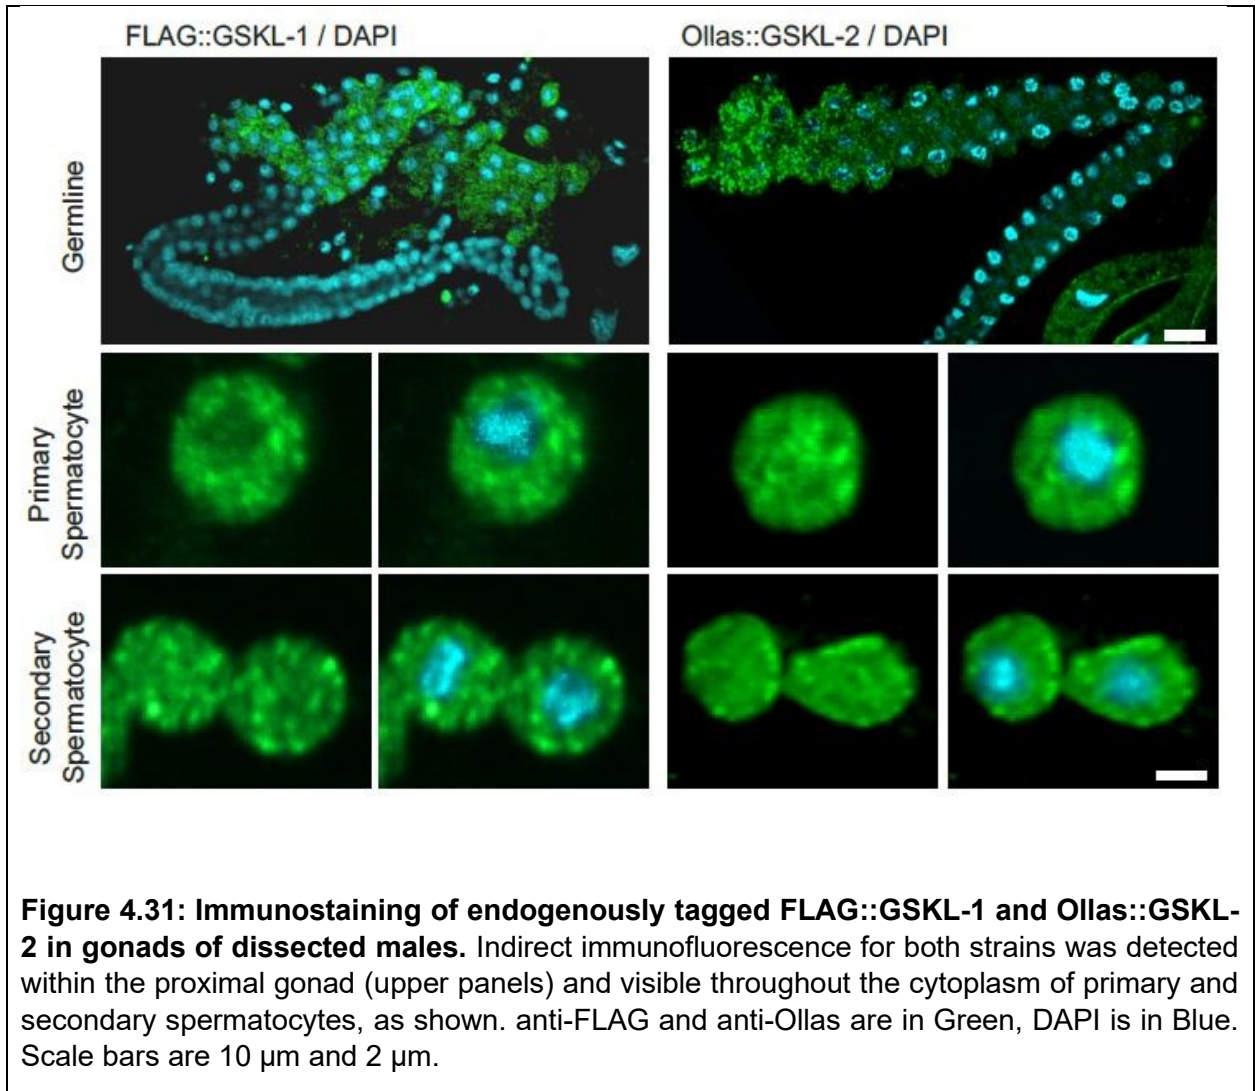 FLAG::GSKL-1 / DAPI
Ollas::GSKL-2 / DAPI
Germline
Primary
Spermatocyte
Secondary
Spermatocyte
Figure 4.31: Immunostaining of endogenously tagged FLAG::GSKL-1 and Ollas::GSKL-
2 in gonads of dissected males. Indirect immunofluorescence for both strains was detected
within the proximal gonad (upper panels) and visible throughout the cytoplasm of primary and
secondary spermatocytes, as shown. anti-FLAG and anti-Ollas are in Green, DAPI is in Blue.
Scale bars are 10 µm and 2 µm.